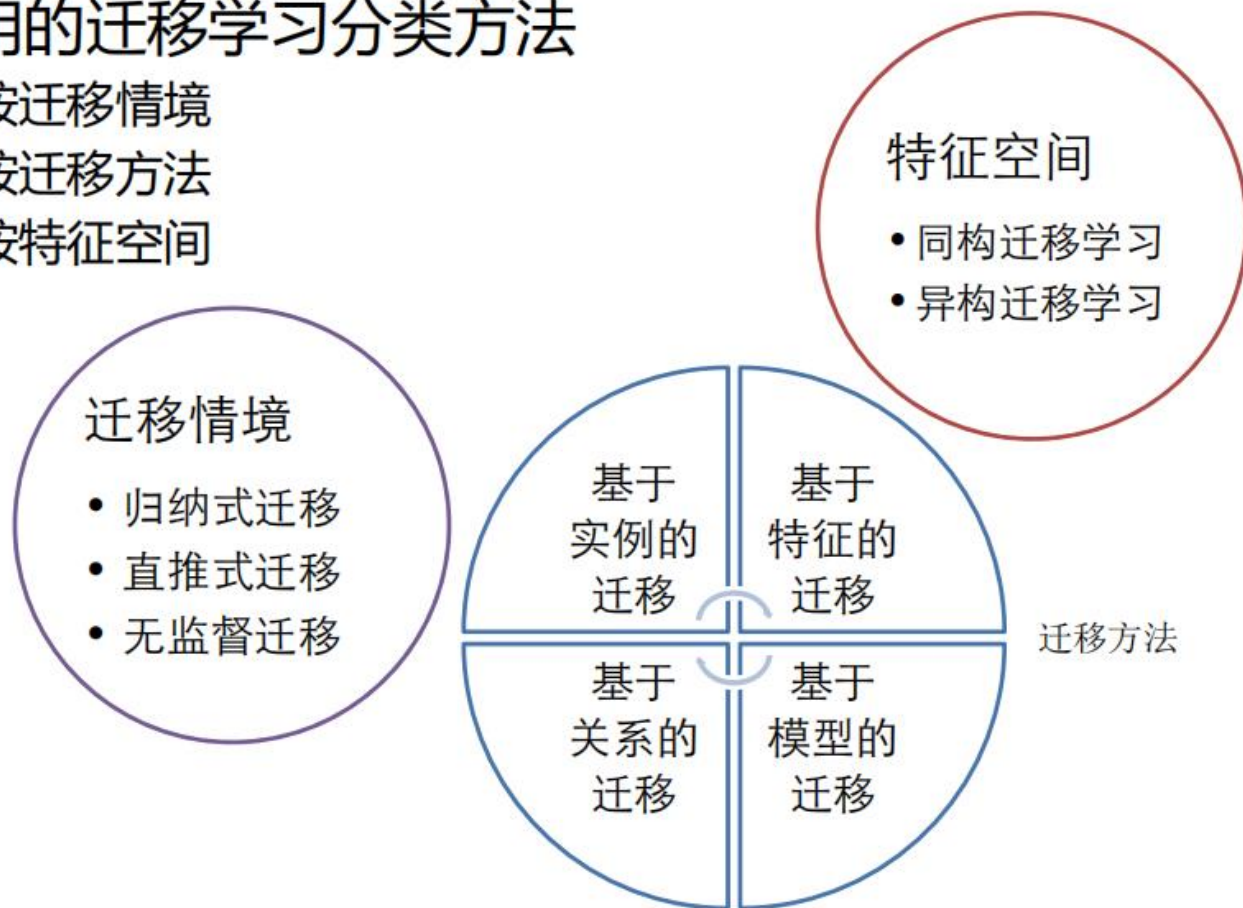 用的迁移学习分类方法
按迁移情境
按迁移方法
按特征空间
特征空间
• 同构迁移学习
• 异构迁移学习
迁移情境
• 归纳式迁移
• 直推式迁移
• 无监督迁移
基于
实例的
迁移
基于
特征的
迁移
基于
关系的
迁移
基于
模型的
迁移
迁移方法